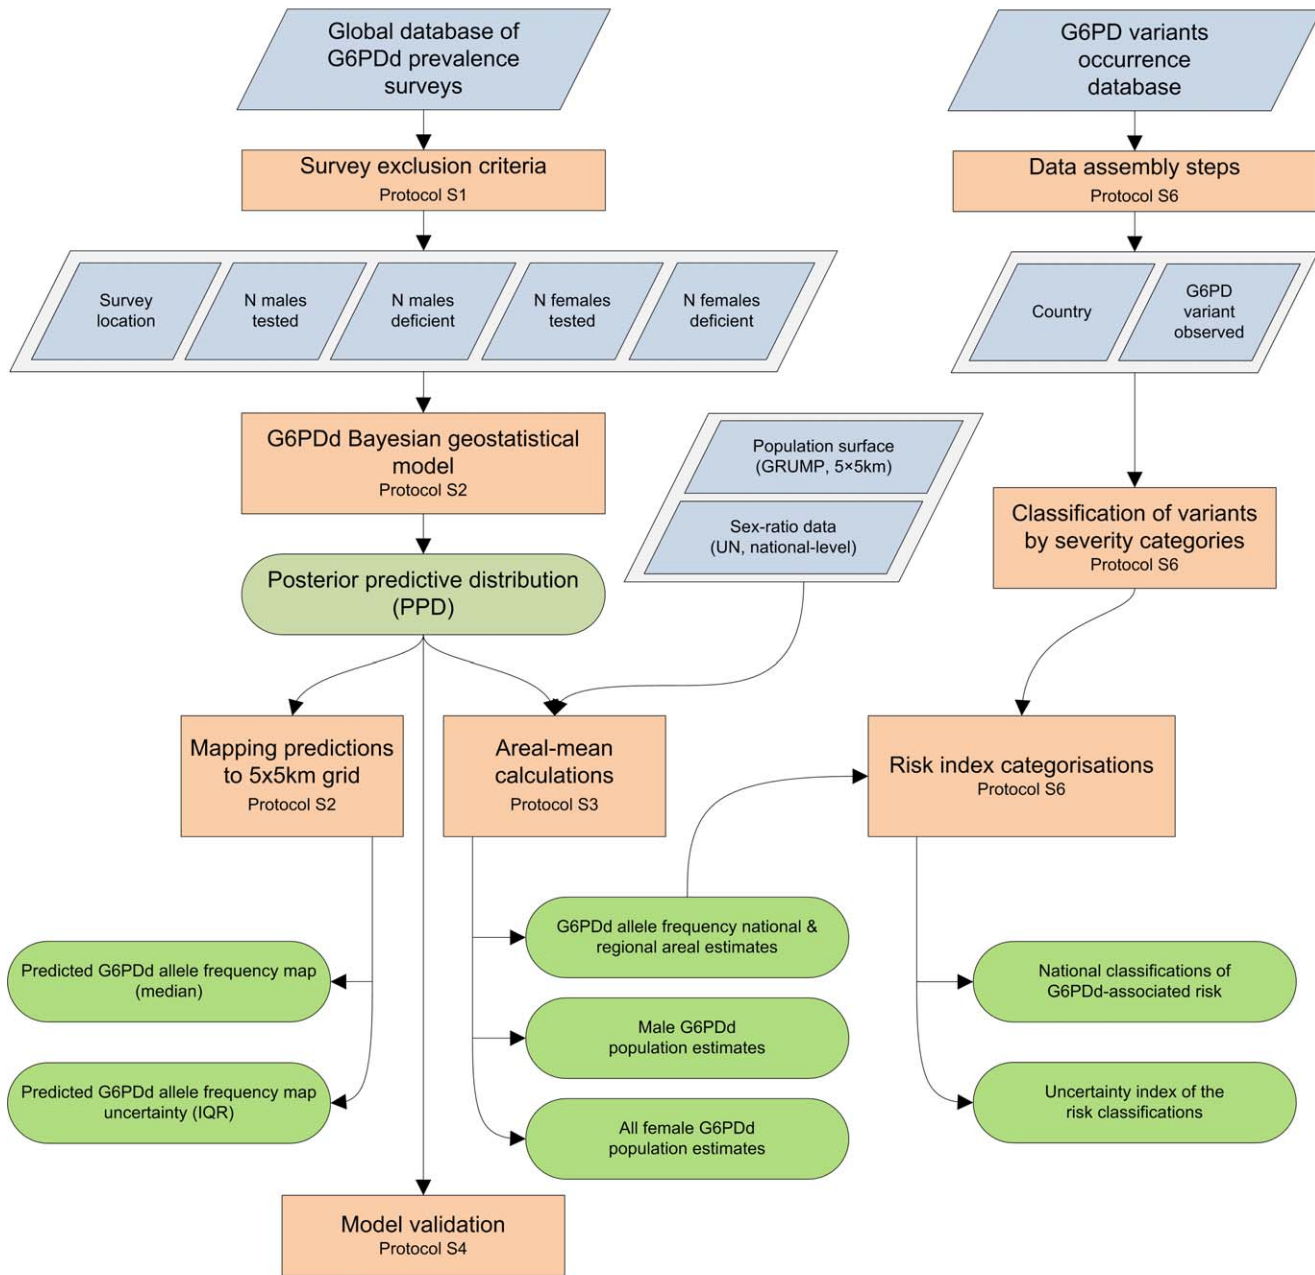 Global database of
G6PDd prevalence
surveys
G6PD variants
occurrence
database
Survey exclusion criteria
Protocol S1
Data assembly steps
Protocol S6
Survey
location
N males
tested
N males
deficient
N females
tested
N females
deficient
Country
G6PD
variant
observed
G6PDd Bayesian geostatistical
model
Protocol S2
Population surface
(GRUMP, 5×5km)
Sex-ratio data
(UN, national-level)
Classification of variants
by severity categories
Protocol S6
Posterior predictive distribution
(PPD)
Mapping predictions
to 5x5km grid
Protocol S2
Areal-mean
calculations
Protocol S3
Risk index categorisations
Protocol S6
G6PDd allele frequency national &
regional areal estimates
Predicted G6PDd allele frequency map
(median)
National classifications of
G6PDd-associated risk
Male G6PDd
population estimates
Predicted G6PDd allele frequency map
uncertainty (IQR)
Uncertainty index of the
risk classifications
All female G6PDd
population estimates
Model validation
Protocol S4